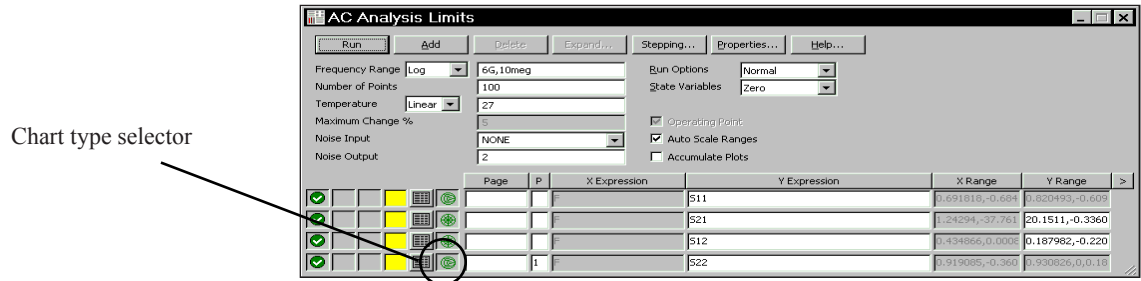 AC Analysis Limits
Run Add Delete Expand... Stepping... Properties... Help...
Frequency Range Log 6G,10meg Run Options Normal
Number of Points 100 State Variables Zero
Temperature Linear 27
Maximum Change % 5 Operating Point
Noise Input NONE Auto Scale Ranges
Noise Output 2 Accumulate Plots
Chart type selector
Page P X Expression Y Expression X Range Y Range >
F S11 0.691818,-0.684 0.820493,-0.609
F S21 1.24294,-37.761 20.1511,-0.3360
F S12 0.434866,0.0008 0.187982,-0.220
1 F S22 0.919085,-0.360 0.930826,0,0.18